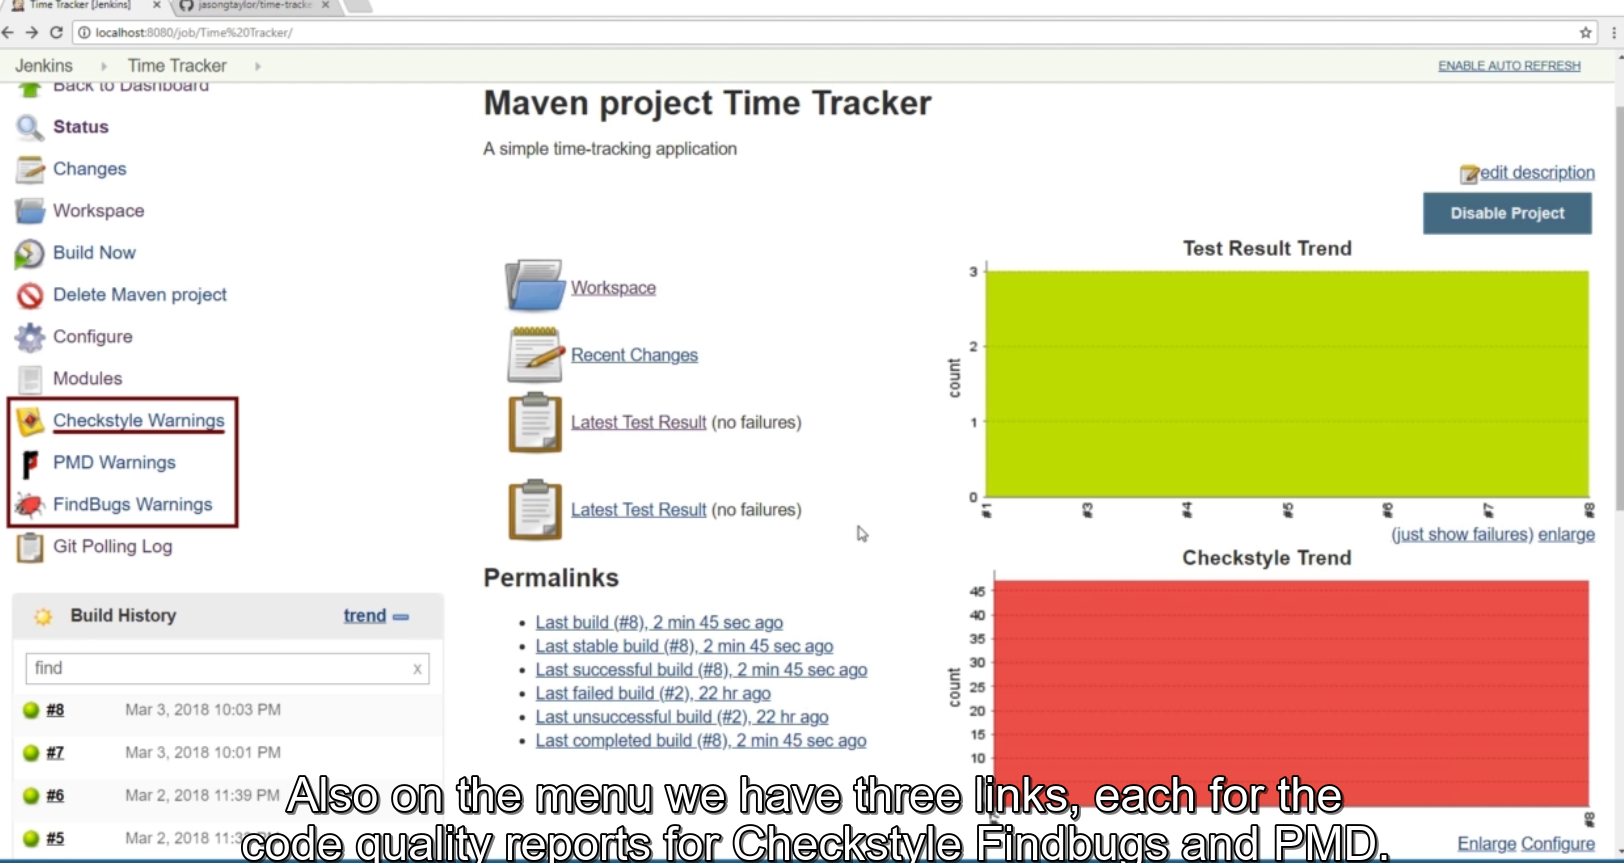 Time Tracker [Jenkins]
jasongtaylor/time-tracke
localhost:8080/job/Time%20Tracker/
Jenkins
Time Tracker
ENABLE AUTO REFRESH
Back to Dashboard
Status
Changes
Workspace
Build Now
Delete Maven project
Configure
Modules
Checkstyle Warnings
PMD Warnings
FindBugs Warnings
Git Polling Log
Build History
trend
find
x
#8 Mar 3, 2018 10:03 PM
#7 Mar 3, 2018 10:01 PM
#6 Mar 2, 2018 11:39 PM
#5 Mar 2, 2018 11:3
Maven project Time Tracker
A simple time-tracking application
edit description
Disable Project
Workspace
Recent Changes
Latest Test Result (no failures)
Latest Test Result (no failures)
Permalinks
Last build (#8), 2 min 45 sec ago
Last stable build (#8), 2 min 45 sec ago
Last successful build (#8), 2 min 45 sec ago
Last failed build (#2), 22 hr ago
Last unsuccessful build (#2), 22 hr ago
Last completed build (#8), 2 min 45 sec ago
Test Result Trend
3
2
count
1
0
#1 #3 #4 #5 #6 #7 #8
(just show failures) enlarge
Checkstyle Trend
45
40
35
30
count
25
20
15
10
#8
Enlarge Configure
Also on the menu we have three links, each for the
code quality reports for Checkstyle Findbugs and PMD.